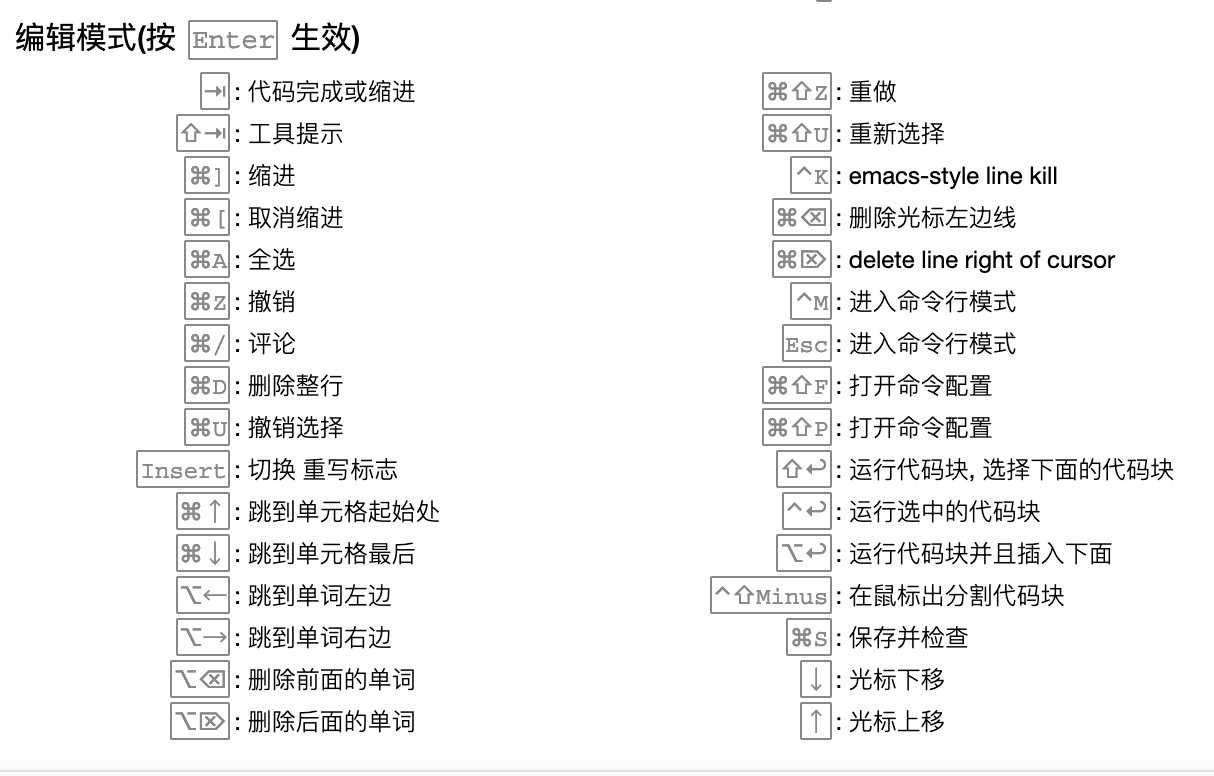 编辑模式(按 Enter 生效)
⇥ : 代码完成或缩进
⇧⇥ : 工具提示
⌘] : 缩进
⌘[ : 取消缩进
⌘A : 全选
⌘Z : 撤销
⌘/ : 评论
⌘D : 删除整行
⌘U : 撤销选择
Insert : 切换 重写标志
⌘↑ : 跳到单元格起始处
⌘↓ : 跳到单元格最后
⌥← : 跳到单词左边
⌥→ : 跳到单词右边
⌥⌫ : 删除前面的单词
⌥⌦ : 删除后面的单词
⌘⇧Z : 重做
⌘⇧U : 重新选择
⌃K : emacs-style line kill
⌘⌫ : 删除光标左边线
⌘⌦ : delete line right of cursor
⌃M : 进入命令行模式
Esc : 进入命令行模式
⌘⇧F : 打开命令配置
⌘⇧P : 打开命令配置
⇧↩ : 运行代码块, 选择下面的代码块
⌃↩ : 运行选中的代码块
⌥↩ : 运行代码块并且插入下面
⌃⇧Minus : 在鼠标出分割代码块
⌘S : 保存并检查
↓ : 光标下移
↑ : 光标上移